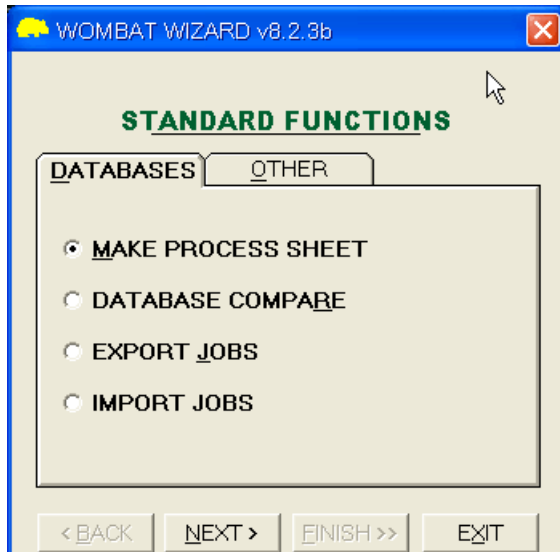 WOMBAT WIZARD v8.2.3b
STANDARD FUNCTIONS
DATABASES OTHER
MAKE PROCESS SHEET
DATABASE COMPARE
EXPORT JOBS
IMPORT JOBS
< BACK NEXT > FINISH >> EXIT